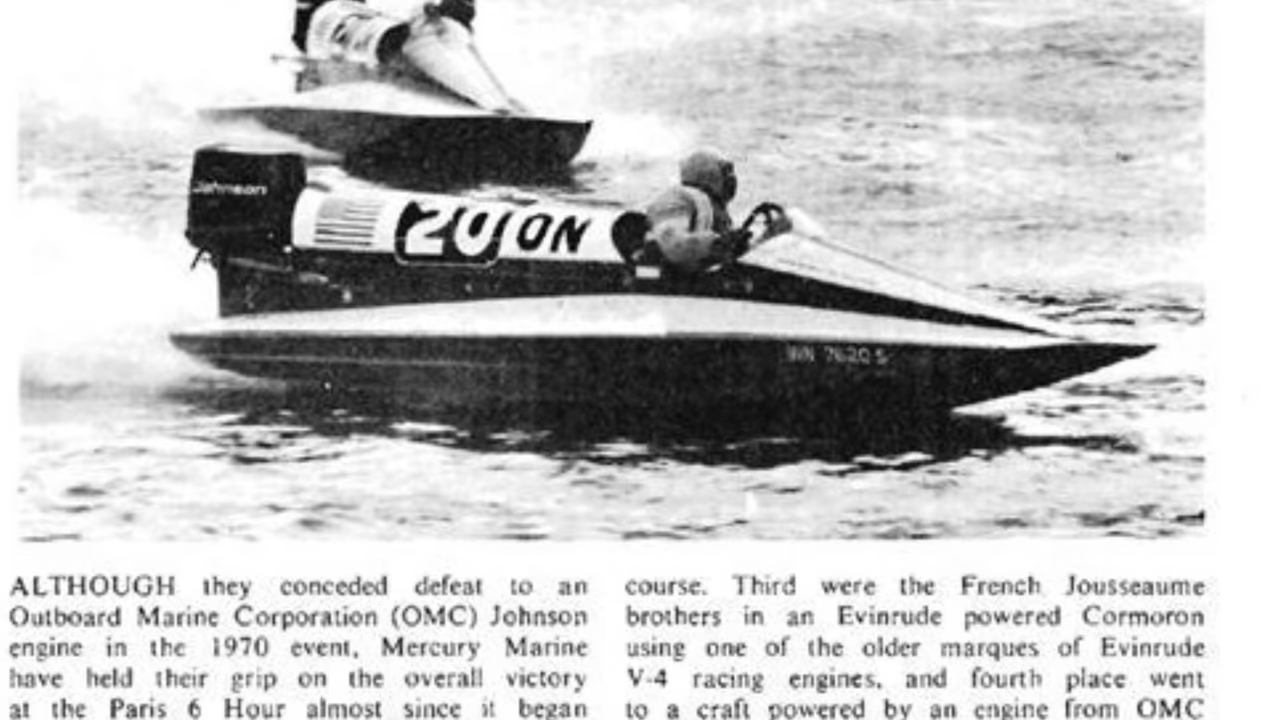 Johnson
20 ON
WN 7620 S
ALTHOUGH they conceded defeat to an
Outboard Marine Corporation (OMC) Johnson
engine in the 1970 event, Mercury Marine
have held their grip on the overall victory
at the Paris 6 Hour almost since it began
course. Third were the French Jousseaume
brothers in an Evinrude powered Cormoron
using one of the older marques of Evinrude
V-4 racing engines, and fourth place went
to a craft powered by an engine from OMC